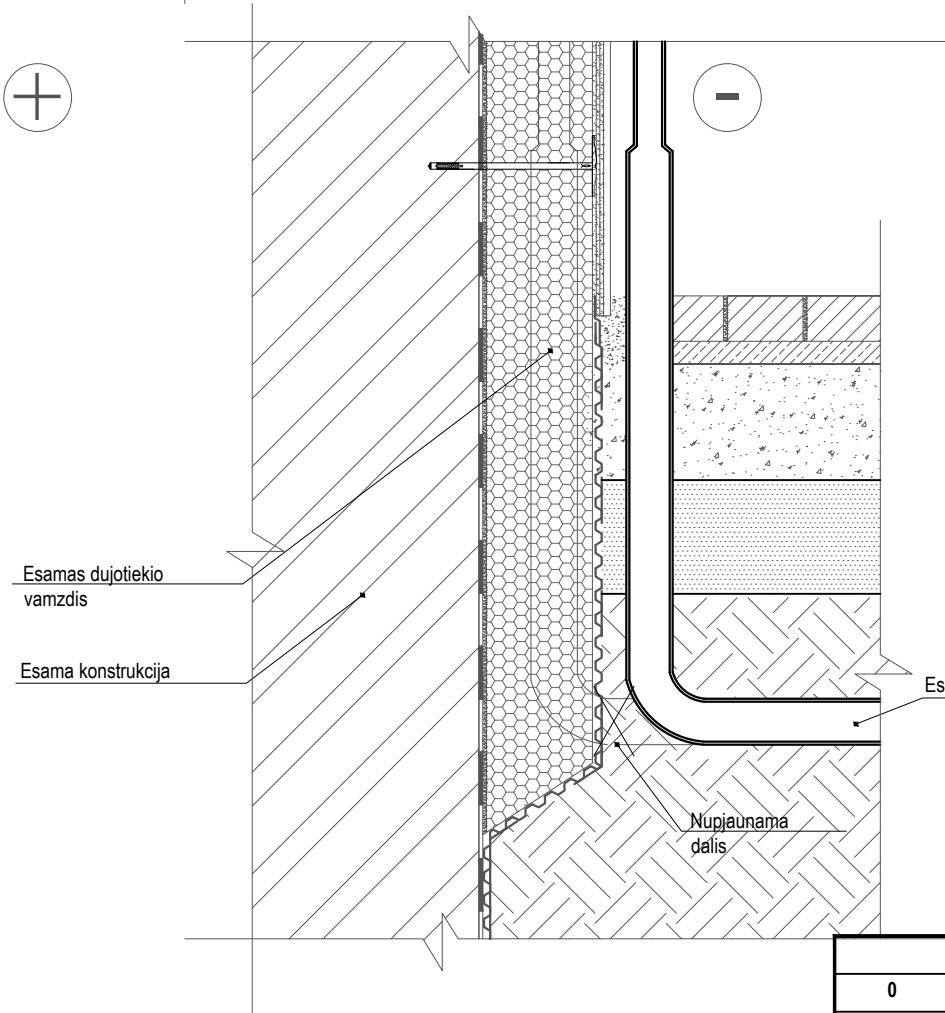 Esamas dujotiekio
vamzdis
Esama konstrukcija
Es
Nupjaunama
dalis
0